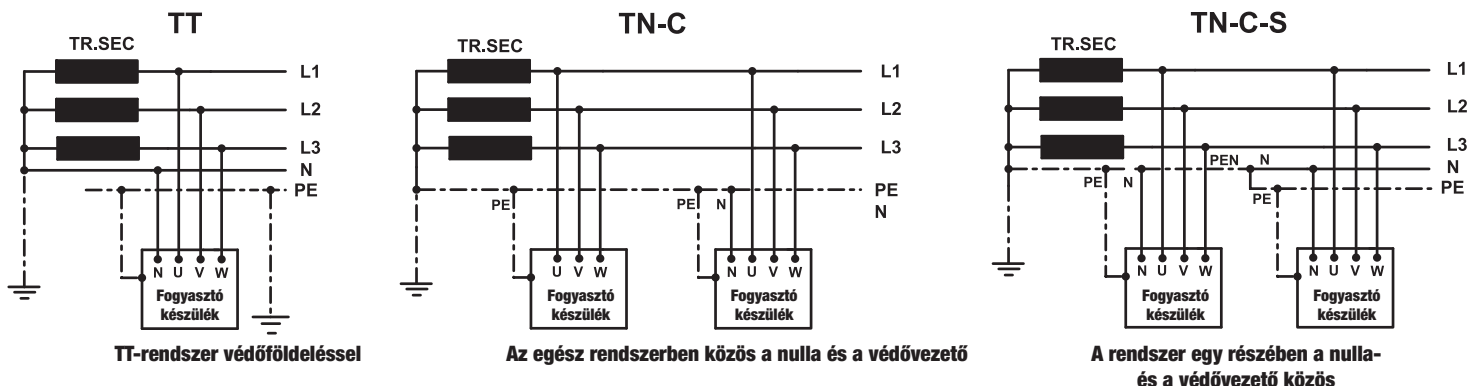 TT
TR.SEC
L1
L2
L3
N
PE
N U V W
Fogyasztó
készülék
TT-rendszer védőföldeléssel
TN-C
TR.SEC
L1
L2
L3
PE
N
PE
PE N
U V W
Fogyasztó
készülék
N U V W
Fogyasztó
készülék
Az egész rendszerben közös a nulla és a védővezető
TN-C-S
TR.SEC
L1
L2
L3
PEN N
N
PE
PE N
PE
N U V W
Fogyasztó
készülék
N U V W
Fogyasztó
készülék
A rendszer egy részében a nulla-
és a védővezető közös